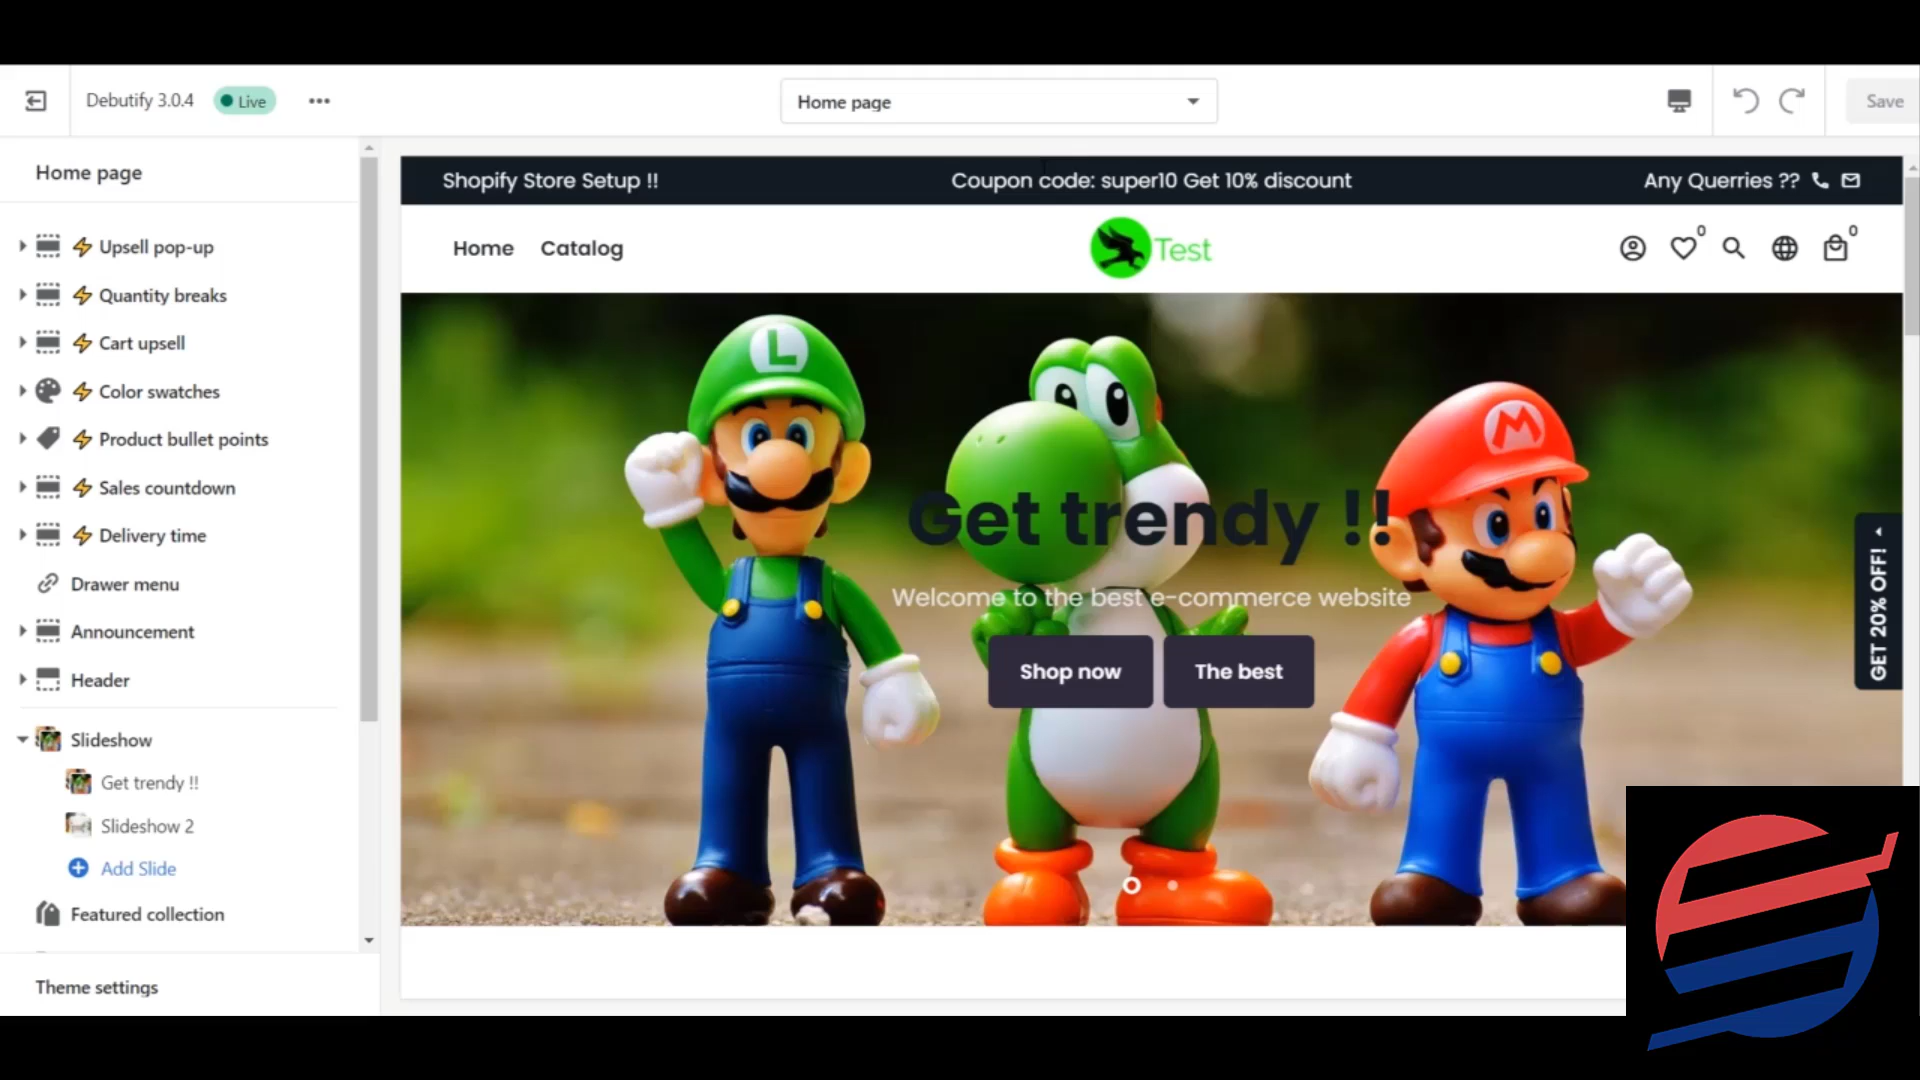 Debutify 3.0.4 Live ••• Home page Save
Home page
⚡ Upsell pop-up
⚡ Quantity breaks
⚡ Cart upsell
⚡ Color swatches
⚡ Product bullet points
⚡ Sales countdown
⚡ Delivery time
Drawer menu
Announcement
Header
Slideshow
Get trendy !!
Slideshow 2
Add Slide
Featured collection
Theme settings
Shopify Store Setup !! Coupon code: super10 Get 10% discount Any Querries ??
Home Catalog Test 0 0
L
M
Get trendy !!
Welcome to the best e-commerce website
Shop now The best
GET 20% OFF!